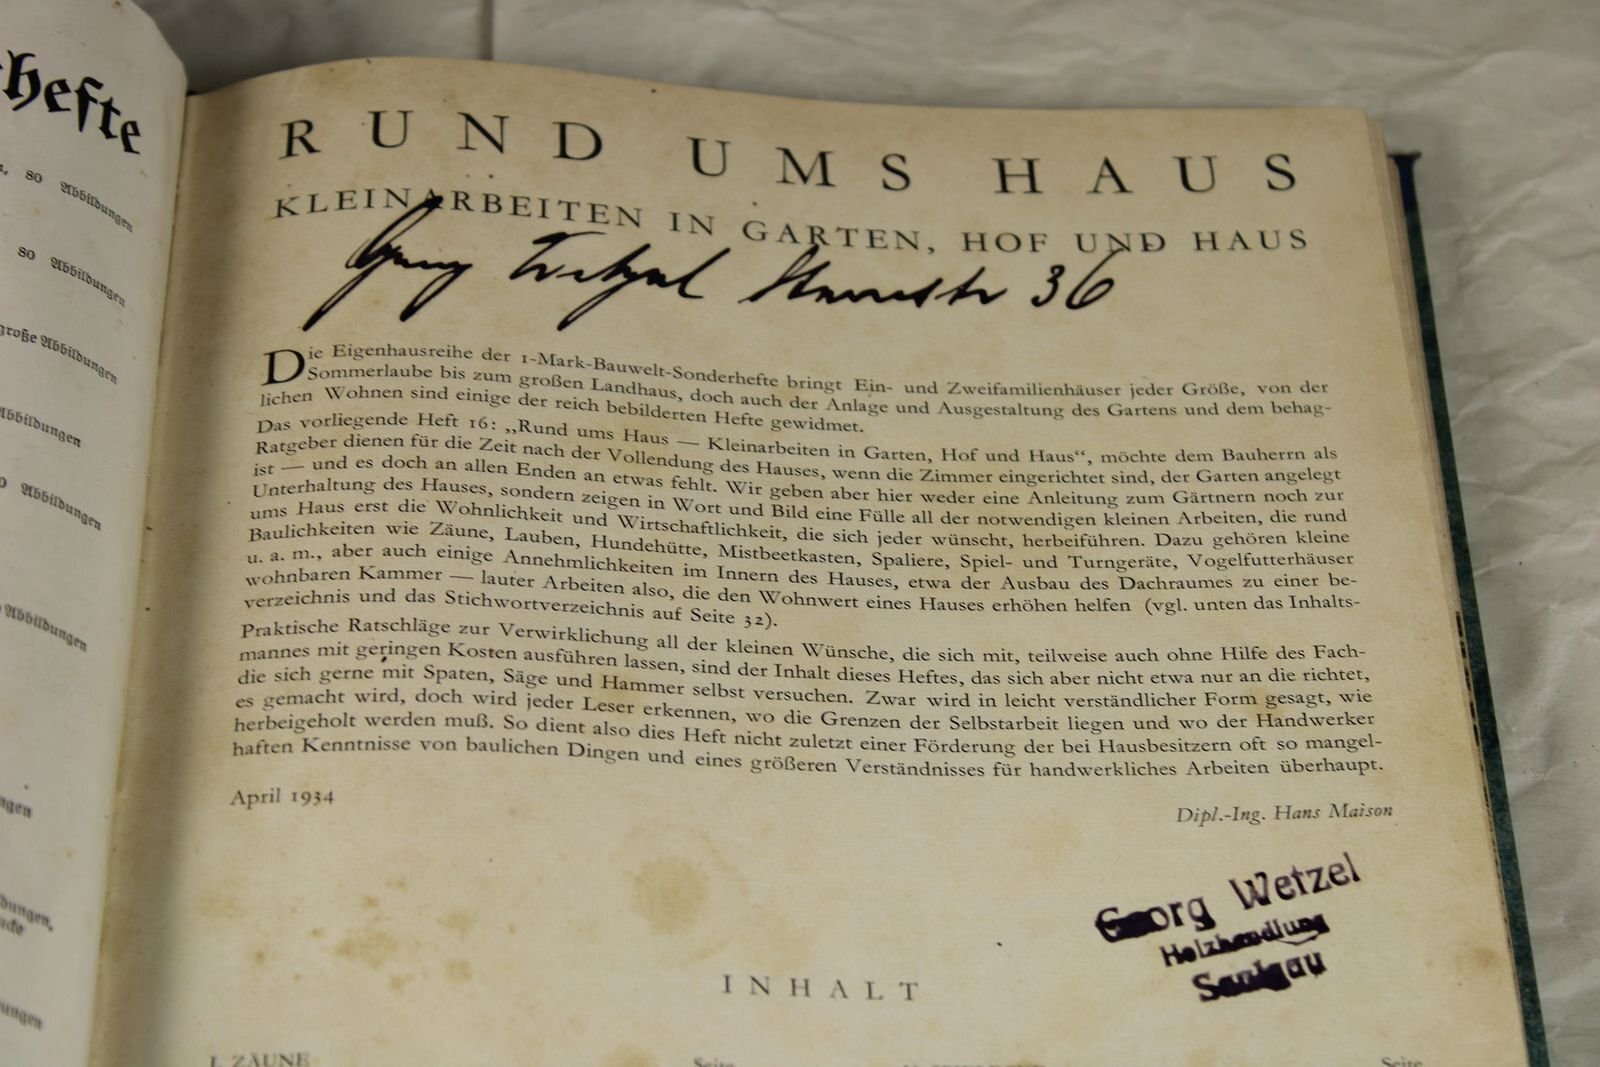 hefte
80 Abbildungen
80 Abbildungen
große Abbildungen
Abbildungen
Abbildungen
Abbildungen
RUND UMS HAUS
KLEINARBEITEN IN GARTEN, HOF UND HAUS
Georg Wetzel 36
Die Eigenhausreihe der 1-Mark-Bauwelt-Sonderhefte bringt Ein- und Zweifamilienhäuser jeder Größe, von der
Sommerlaube bis zum großen Landhaus, doch auch der Anlage und Ausgestaltung des Gartens und dem behag-
lichen Wohnen sind einige der reich bebilderten Hefte gewidmet.
Das vorliegende Heft 16: „Rund ums Haus — Kleinarbeiten in Garten, Hof und Haus“, möchte dem Bauherrn als
Ratgeber dienen für die Zeit nach der Vollendung des Hauses, wenn die Zimmer eingerichtet sind, der Garten angelegt
ist — und es doch an allen Enden an etwas fehlt. Wir geben aber hier weder eine Anleitung zum Gärtnern noch zur
Unterhaltung des Hauses, sondern zeigen in Wort und Bild eine Fülle all der notwendigen kleinen Arbeiten, die rund
ums Haus erst die Wohnlichkeit und Wirtschaftlichkeit, die sich jeder wünscht, herbeiführen. Dazu gehören kleine
Baulichkeiten wie Zäune, Lauben, Hundehütte, Mistbeetkasten, Spaliere, Spiel- und Turngeräte, Vogelfutterhäuser
u. a. m., aber auch einige Annehmlichkeiten im Innern des Hauses, etwa der Ausbau des Dachraumes zu einer be-
wohnbaren Kammer — lauter Arbeiten also, die den Wohnwert eines Hauses erhöhen helfen (vgl. unten das Inhalts-
verzeichnis und das Stichwortverzeichnis auf Seite 32).
Praktische Ratschläge zur Verwirklichung all der kleinen Wünsche, die sich mit, teilweise auch ohne Hilfe des Fach-
mannes mit geringen Kosten ausführen lassen, sind der Inhalt dieses Heftes, das sich aber nicht etwa nur an die richtet,
die sich gerne mit Spaten, Säge und Hammer selbst versuchen. Zwar wird in leicht verständlicher Form gesagt, wie
es gemacht wird, doch wird jeder Leser erkennen, wo die Grenzen der Selbstarbeit liegen und wo der Handwerker
herbeigeholt werden muß. So dient also dies Heft nicht zuletzt einer Förderung der bei Hausbesitzern oft so mangel-
haften Kenntnisse von baulichen Dingen und eines größeren Verständnisses für handwerkliches Arbeiten überhaupt.
April 1934
Dipl.-Ing. Hans Maison
Georg Wetzel
Holzhandlung
Saulgau
INHALT
I. ZÄUNE Seite
Seite